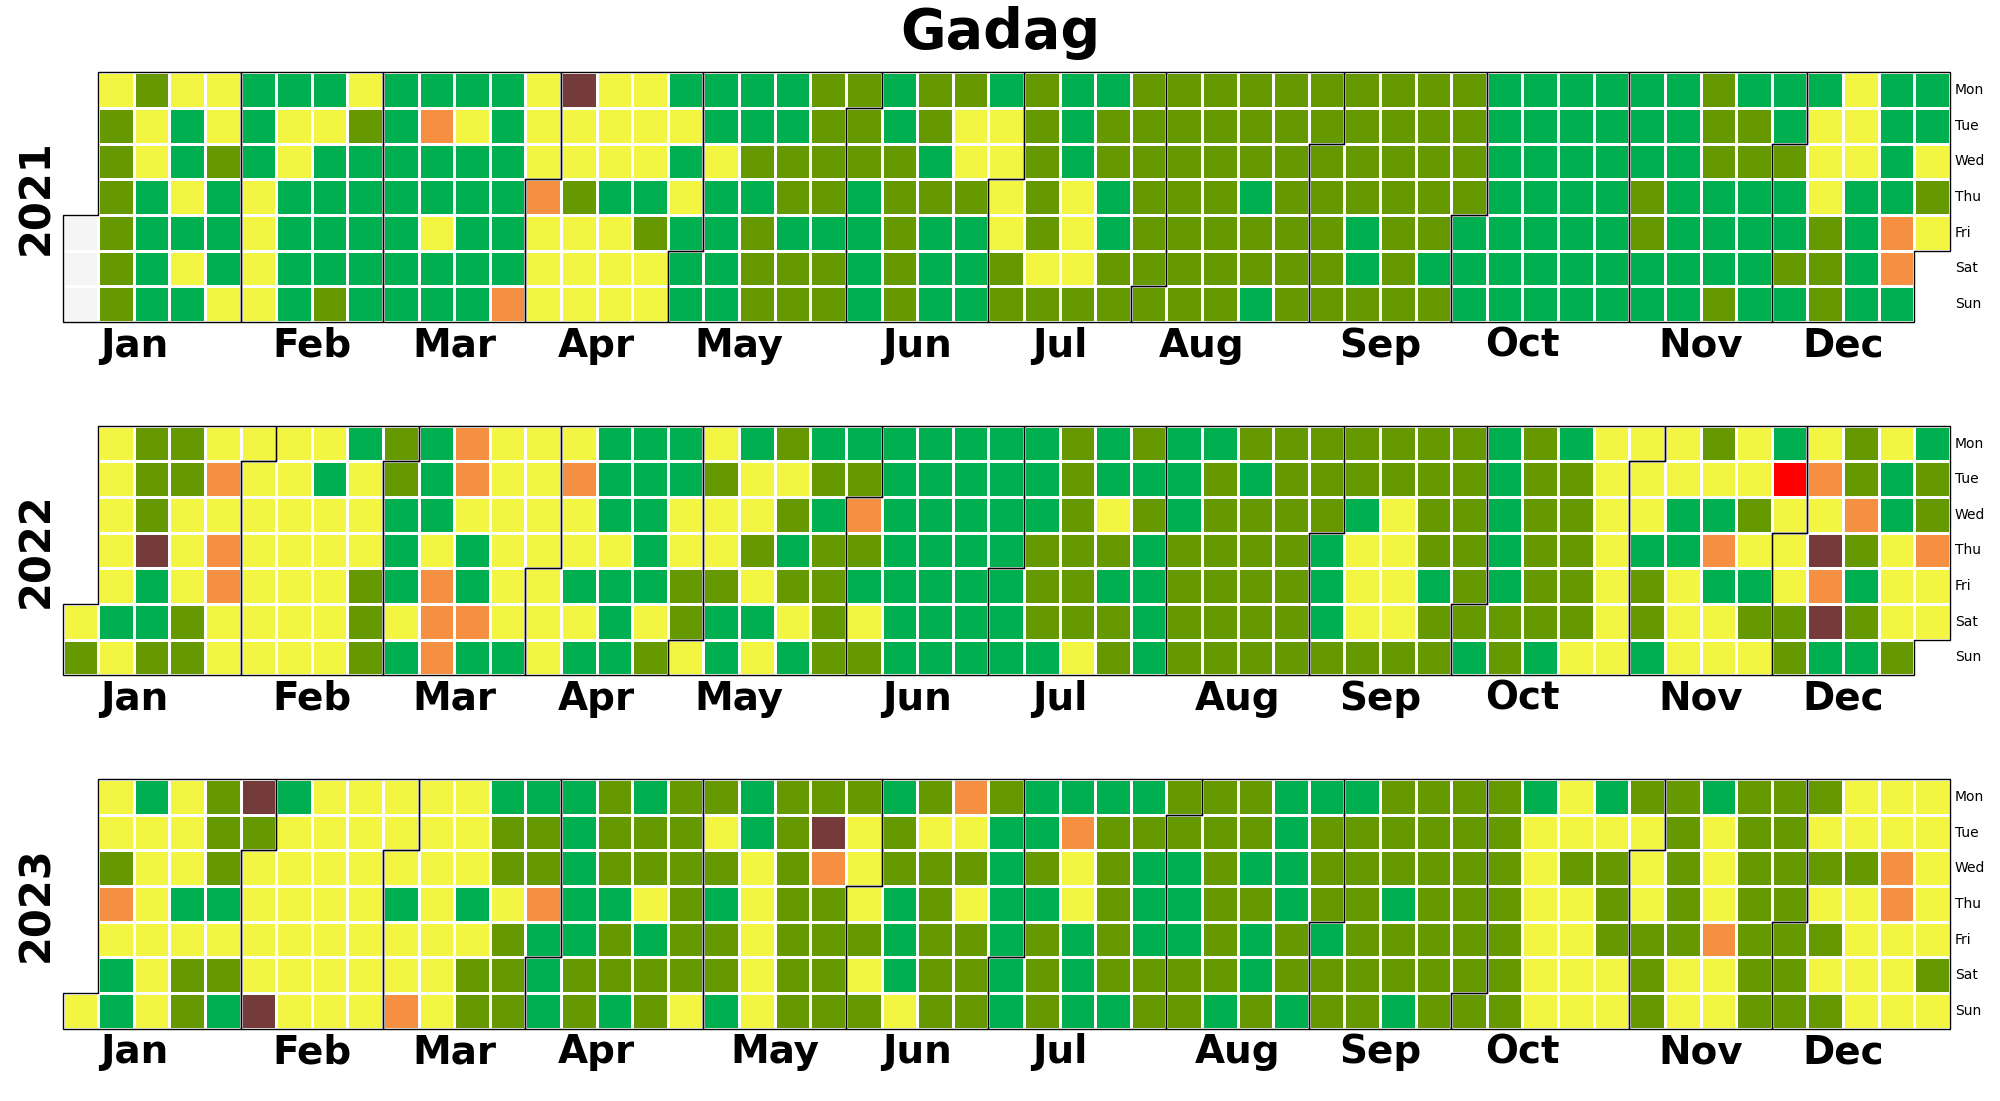 Gadag
2021
Mon
Tue
Wed
Thu
Fri
Sat
Sun
Jan Feb Mar Apr May Jun Jul Aug Sep Oct Nov Dec
2022
Mon
Tue
Wed
Thu
Fri
Sat
Sun
Jan Feb Mar Apr May Jun Jul Aug Sep Oct Nov Dec
2023
Mon
Tue
Wed
Thu
Fri
Sat
Sun
Jan Feb Mar Apr May Jun Jul Aug Sep Oct Nov Dec